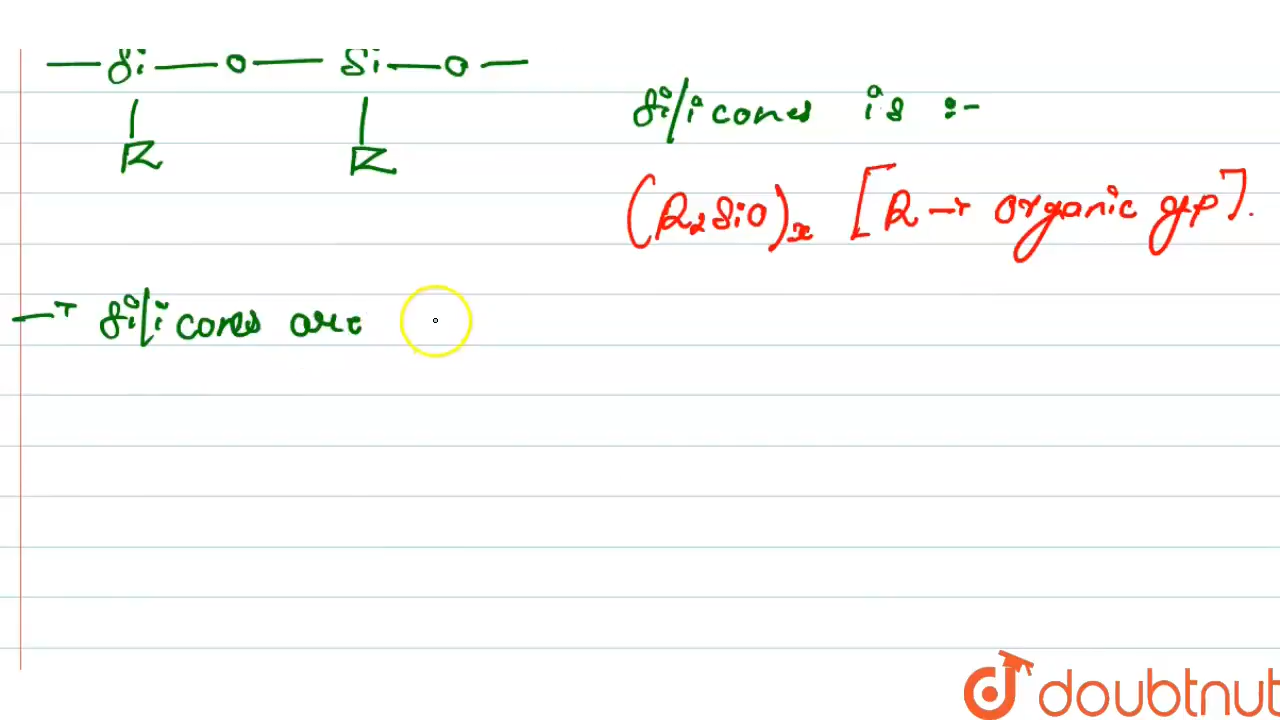 — Si — O — Si — O —
R R
Silicones is :-
(R₂SiO)ₓ [R → organic grp].
→ Silicones are
doubtnut